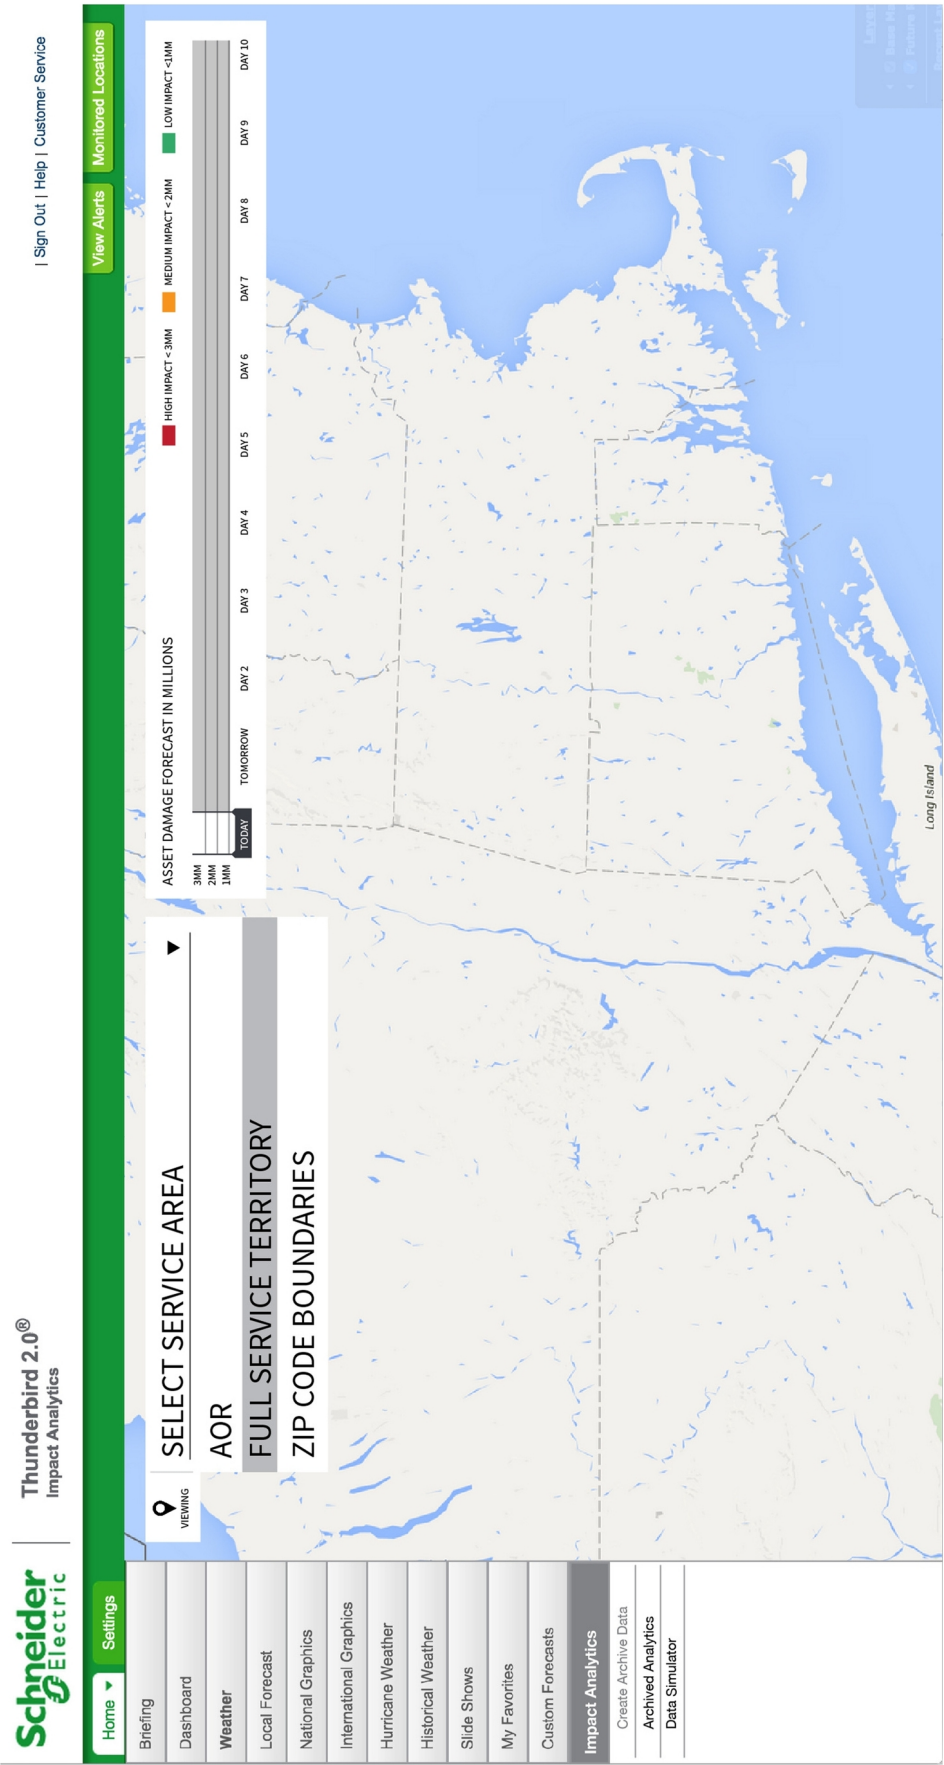 Schneider
Electric
Thunderbird 2.0®
Impact Analytics
| Sign Out | Help | Customer Service
Home
Settings
View Alerts
Monitored Locations
Briefing
Dashboard
Weather
Local Forecast
National Graphics
International Graphics
Hurricane Weather
Historical Weather
Slide Shows
My Favorites
Custom Forecasts
Impact Analytics
Create Archive Data
Archived Analytics
Data Simulator
VIEWING
SELECT SERVICE AREA
AOR
FULL SERVICE TERRITORY
ZIP CODE BOUNDARIES
ASSET DAMAGE FORECAST IN MILLIONS
HIGH IMPACT <3MM
MEDIUM IMPACT <2MM
LOW IMPACT <1MM
3MM
2MM
1MM
TODAY
TOMORROW
DAY 2
DAY 3
DAY 4
DAY 5
DAY 6
DAY 7
DAY 8
DAY 9
DAY 10
Long Island